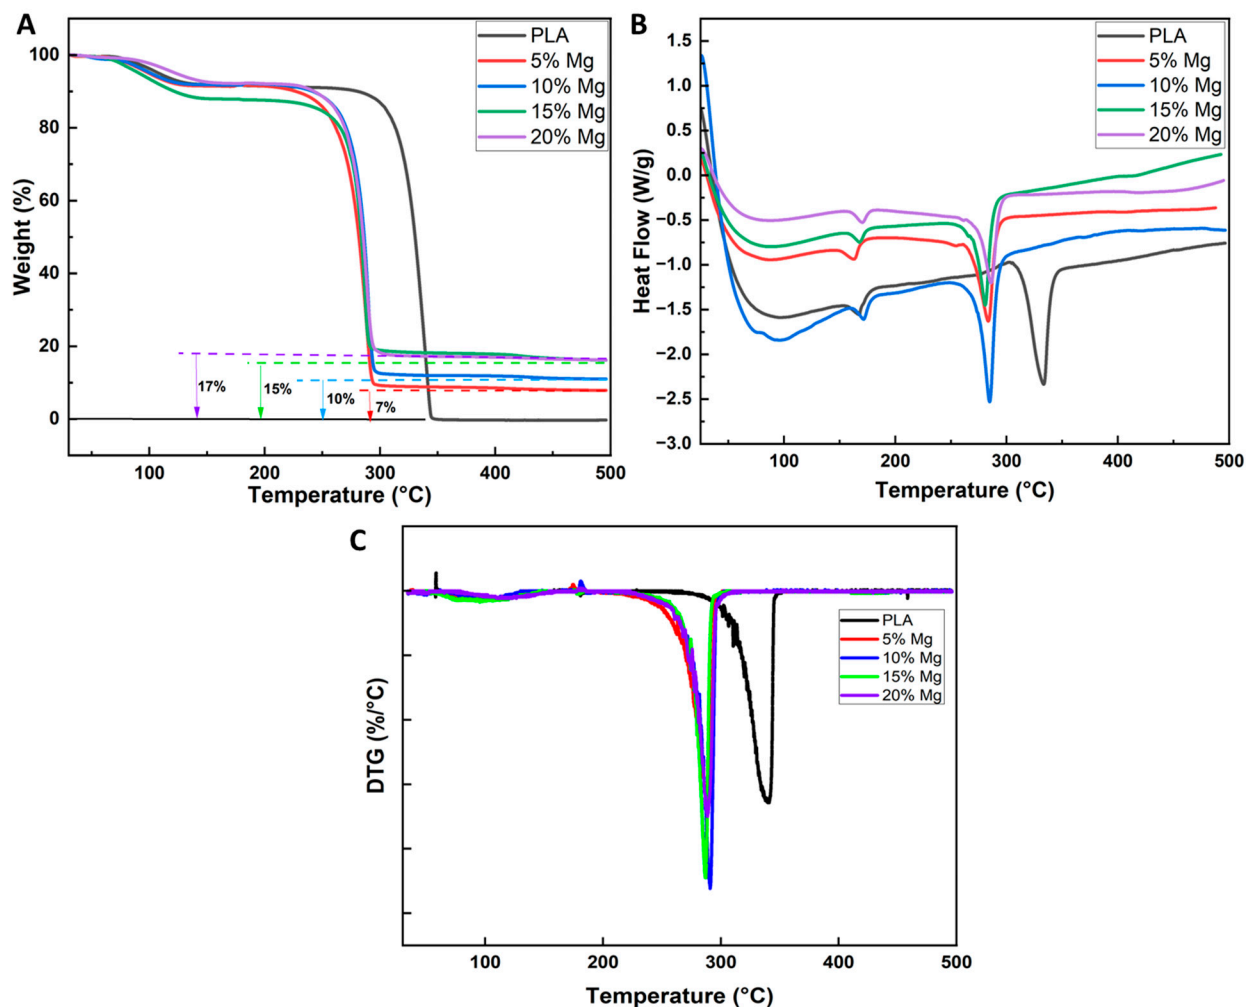 A
PLA
5% Mg
10% Mg
15% Mg
20% Mg
100
80
60
40
20
0
Weight (%)
17%
15%
10%
7%
100
200
300
400
500
Temperature (°C)
B
PLA
5% Mg
10% Mg
15% Mg
20% Mg
1.5
1.0
0.5
0.0
−0.5
−1.0
−1.5
−2.0
−2.5
−3.0
Heat Flow (W/g)
100
200
300
400
500
Temperature (°C)
C
PLA
5% Mg
10% Mg
15% Mg
20% Mg
DTG (%/°C)
100
200
300
400
500
Temperature (°C)